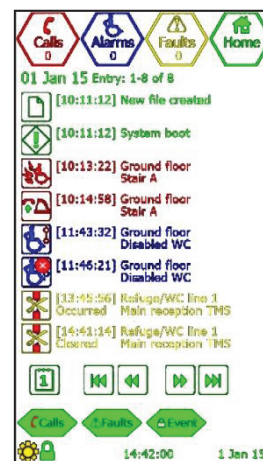 Calls Alarms Faults Home
0 0 0
01 Jan 15 Entry: 1-8 of 8
[10:11:12] New file created
[10:11:12] System boot
[10:13:22] Ground floor
Stair A
[10:14:58] Ground floor
Stair A
[11:43:32] Ground floor
Disabled WC
[11:46:21] Ground floor
Disabled WC
[13:45:56] Refuge/WC line 1
Occurred Main reception TMS
[14:41:14] Refuge/WC line 1
Cleared Main reception TMS
1
Calls Faults Event
14:42:00 1 Jan 15